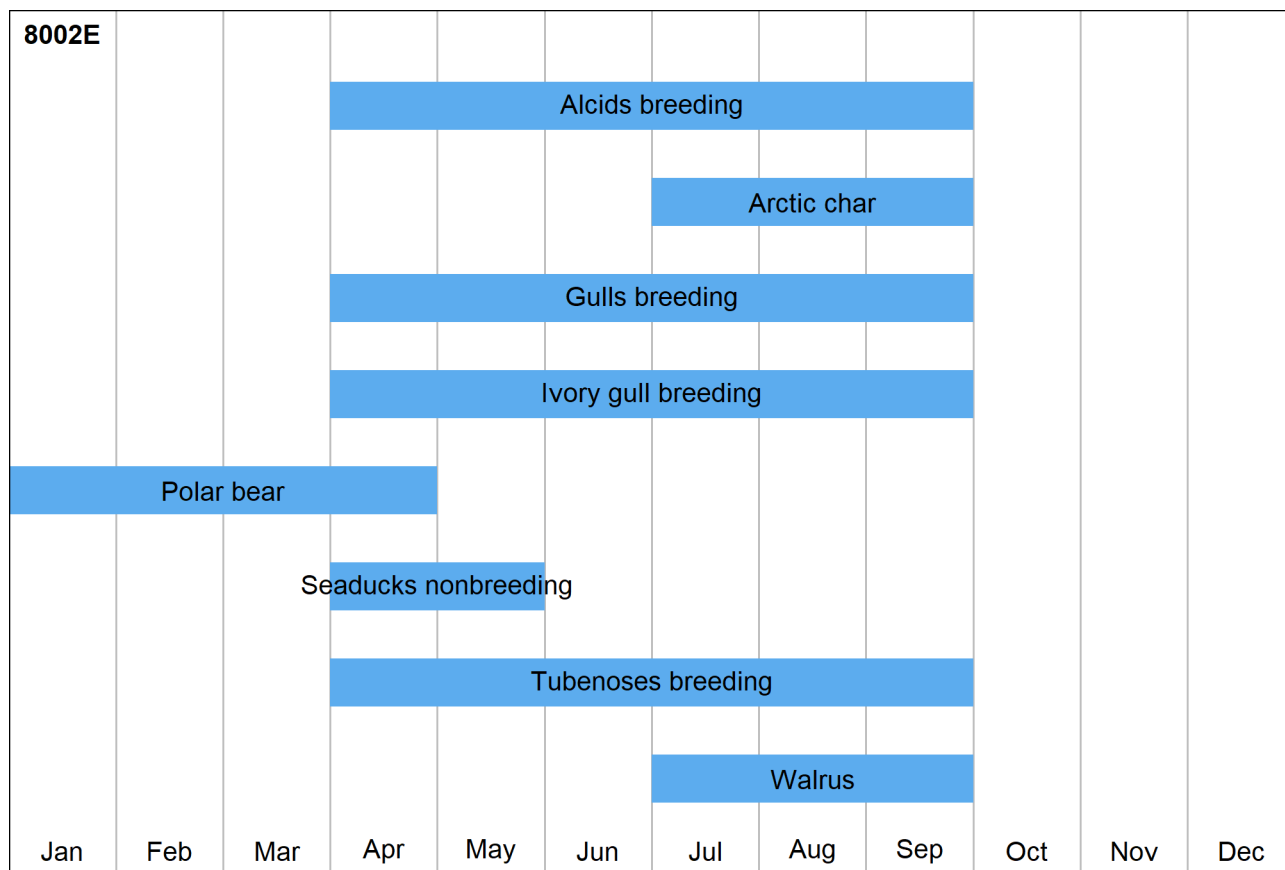 8002E
Alcids breeding
Arctic char
Gulls breeding
Ivory gull breeding
Polar bear
Seaducks nonbreeding
Tubenoses breeding
Walrus
Jan Feb Mar Apr May Jun Jul Aug Sep Oct Nov Dec